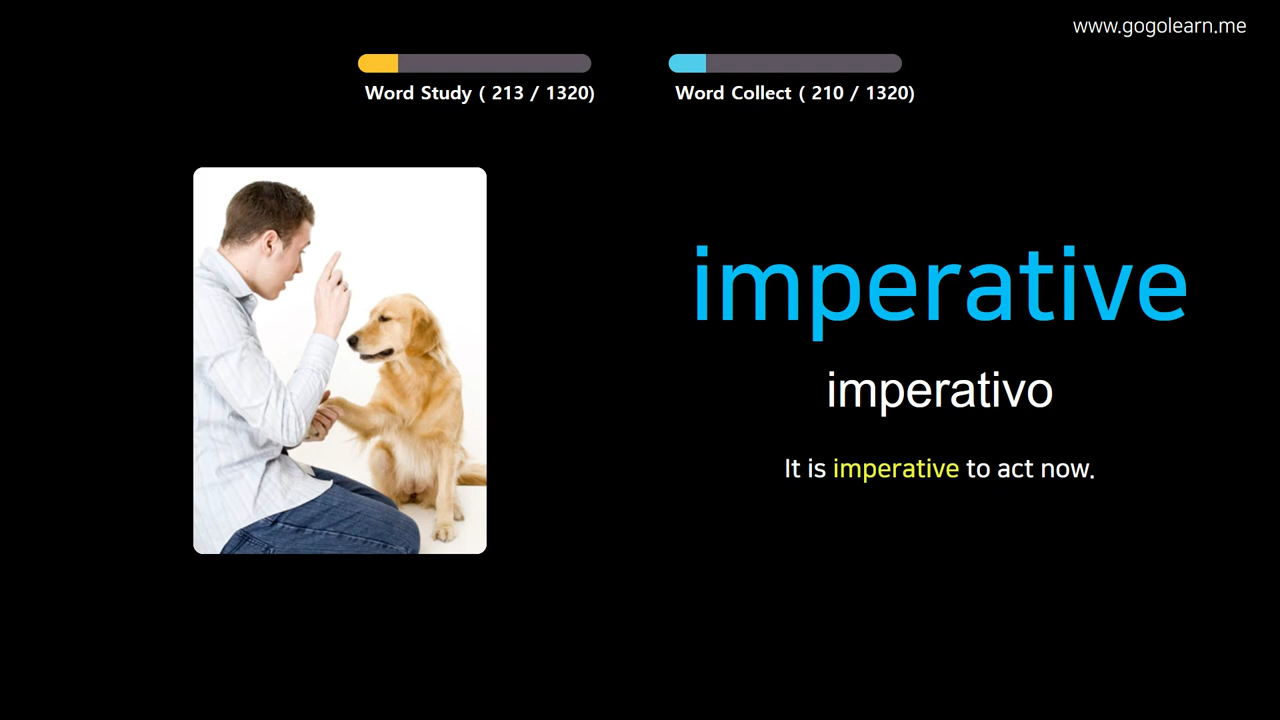 www.gogolearn.me
Word Study ( 213 / 1320)
Word Collect ( 210 / 1320)
imperative
imperativo
It is imperative to act now.